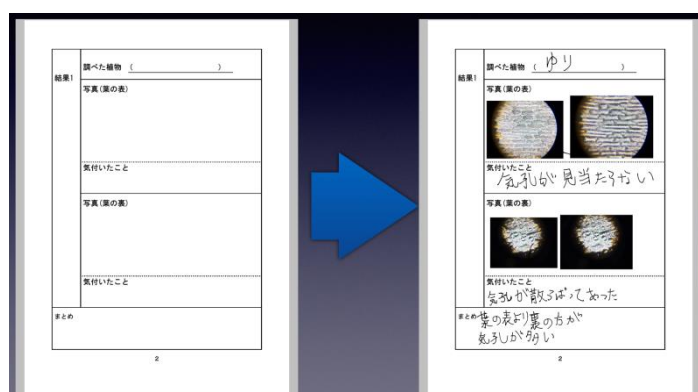 結果1
調べた植物 （ ）
写真（葉の表）
気付いたこと
写真（葉の裏）
気付いたこと
まとめ
2
結果1
調べた植物 （ ゆり ）
写真（葉の表）
気付いたこと
気孔が見当たらない
写真（葉の裏）
気付いたこと
気孔が散らばってあった
まとめ 葉の表より裏の方が
気孔が多い
2